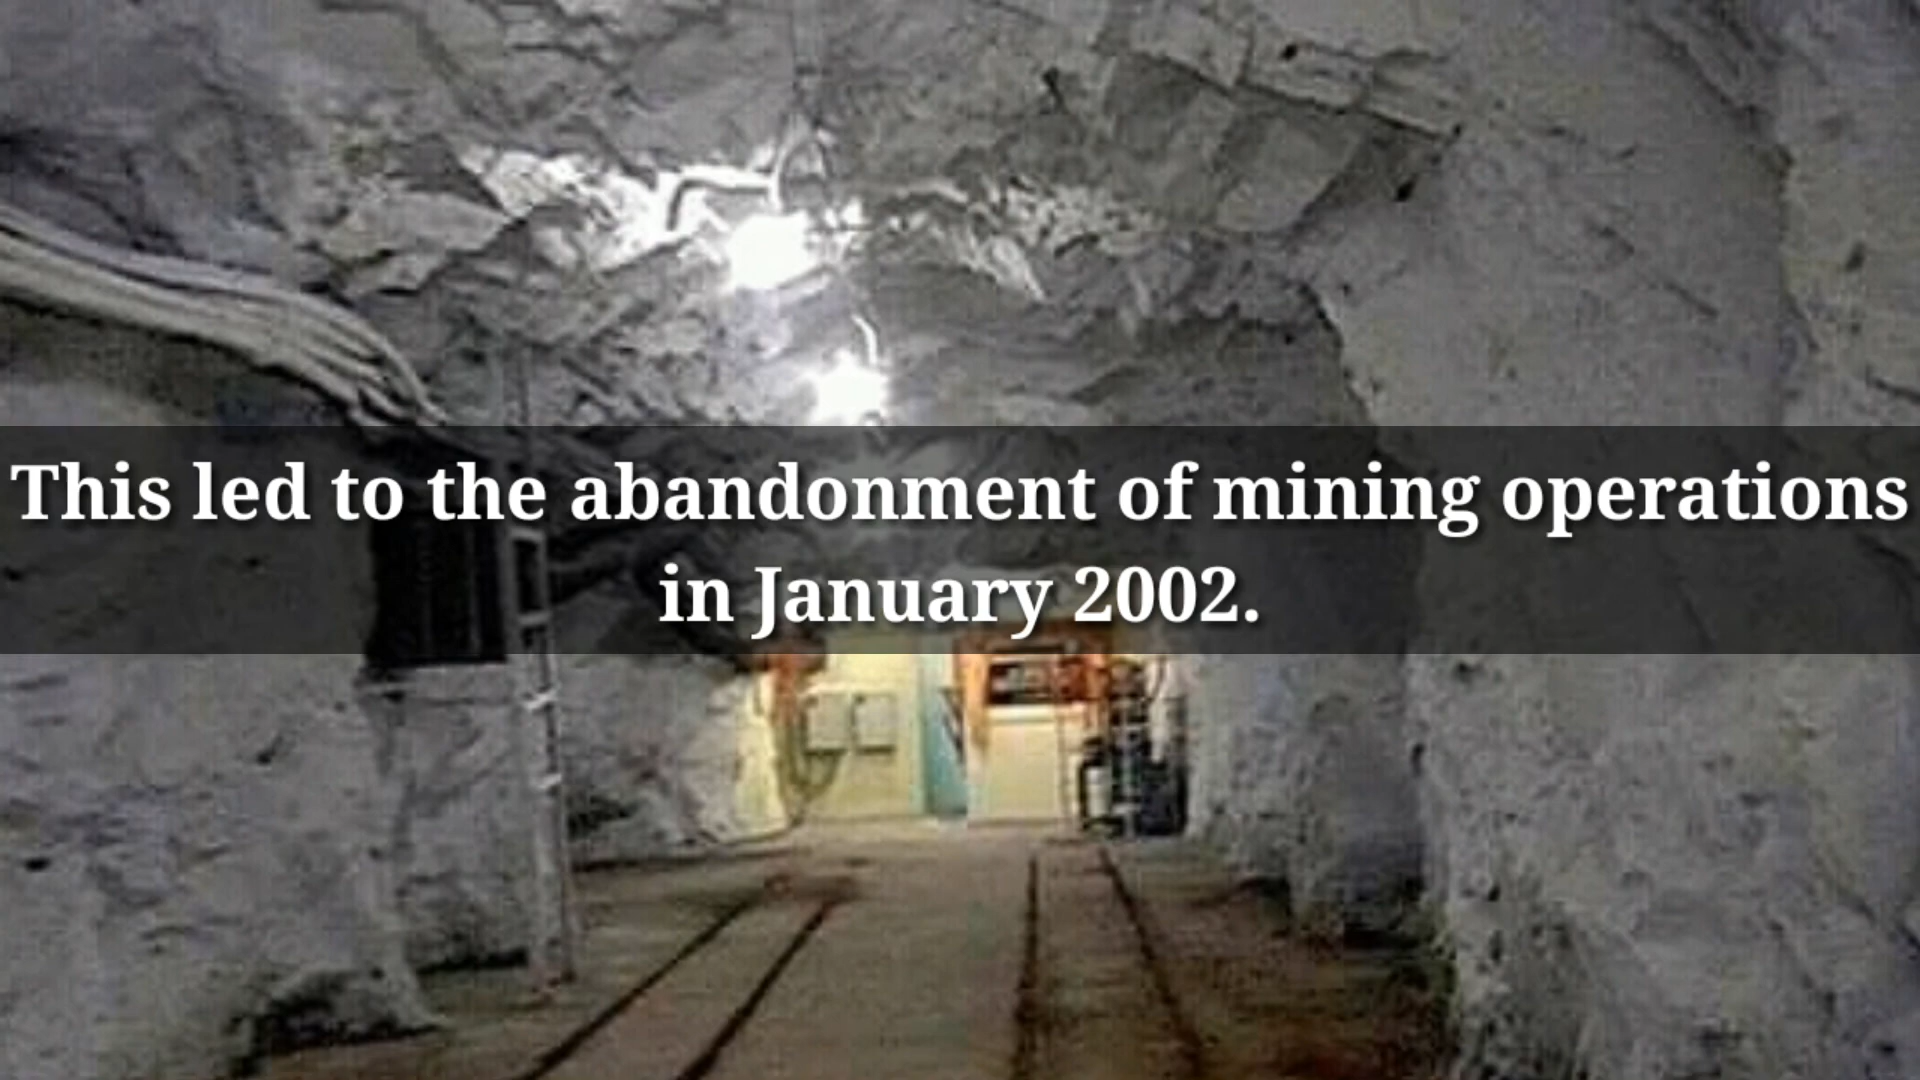 This led to the abandonment of mining operations
in January 2002.